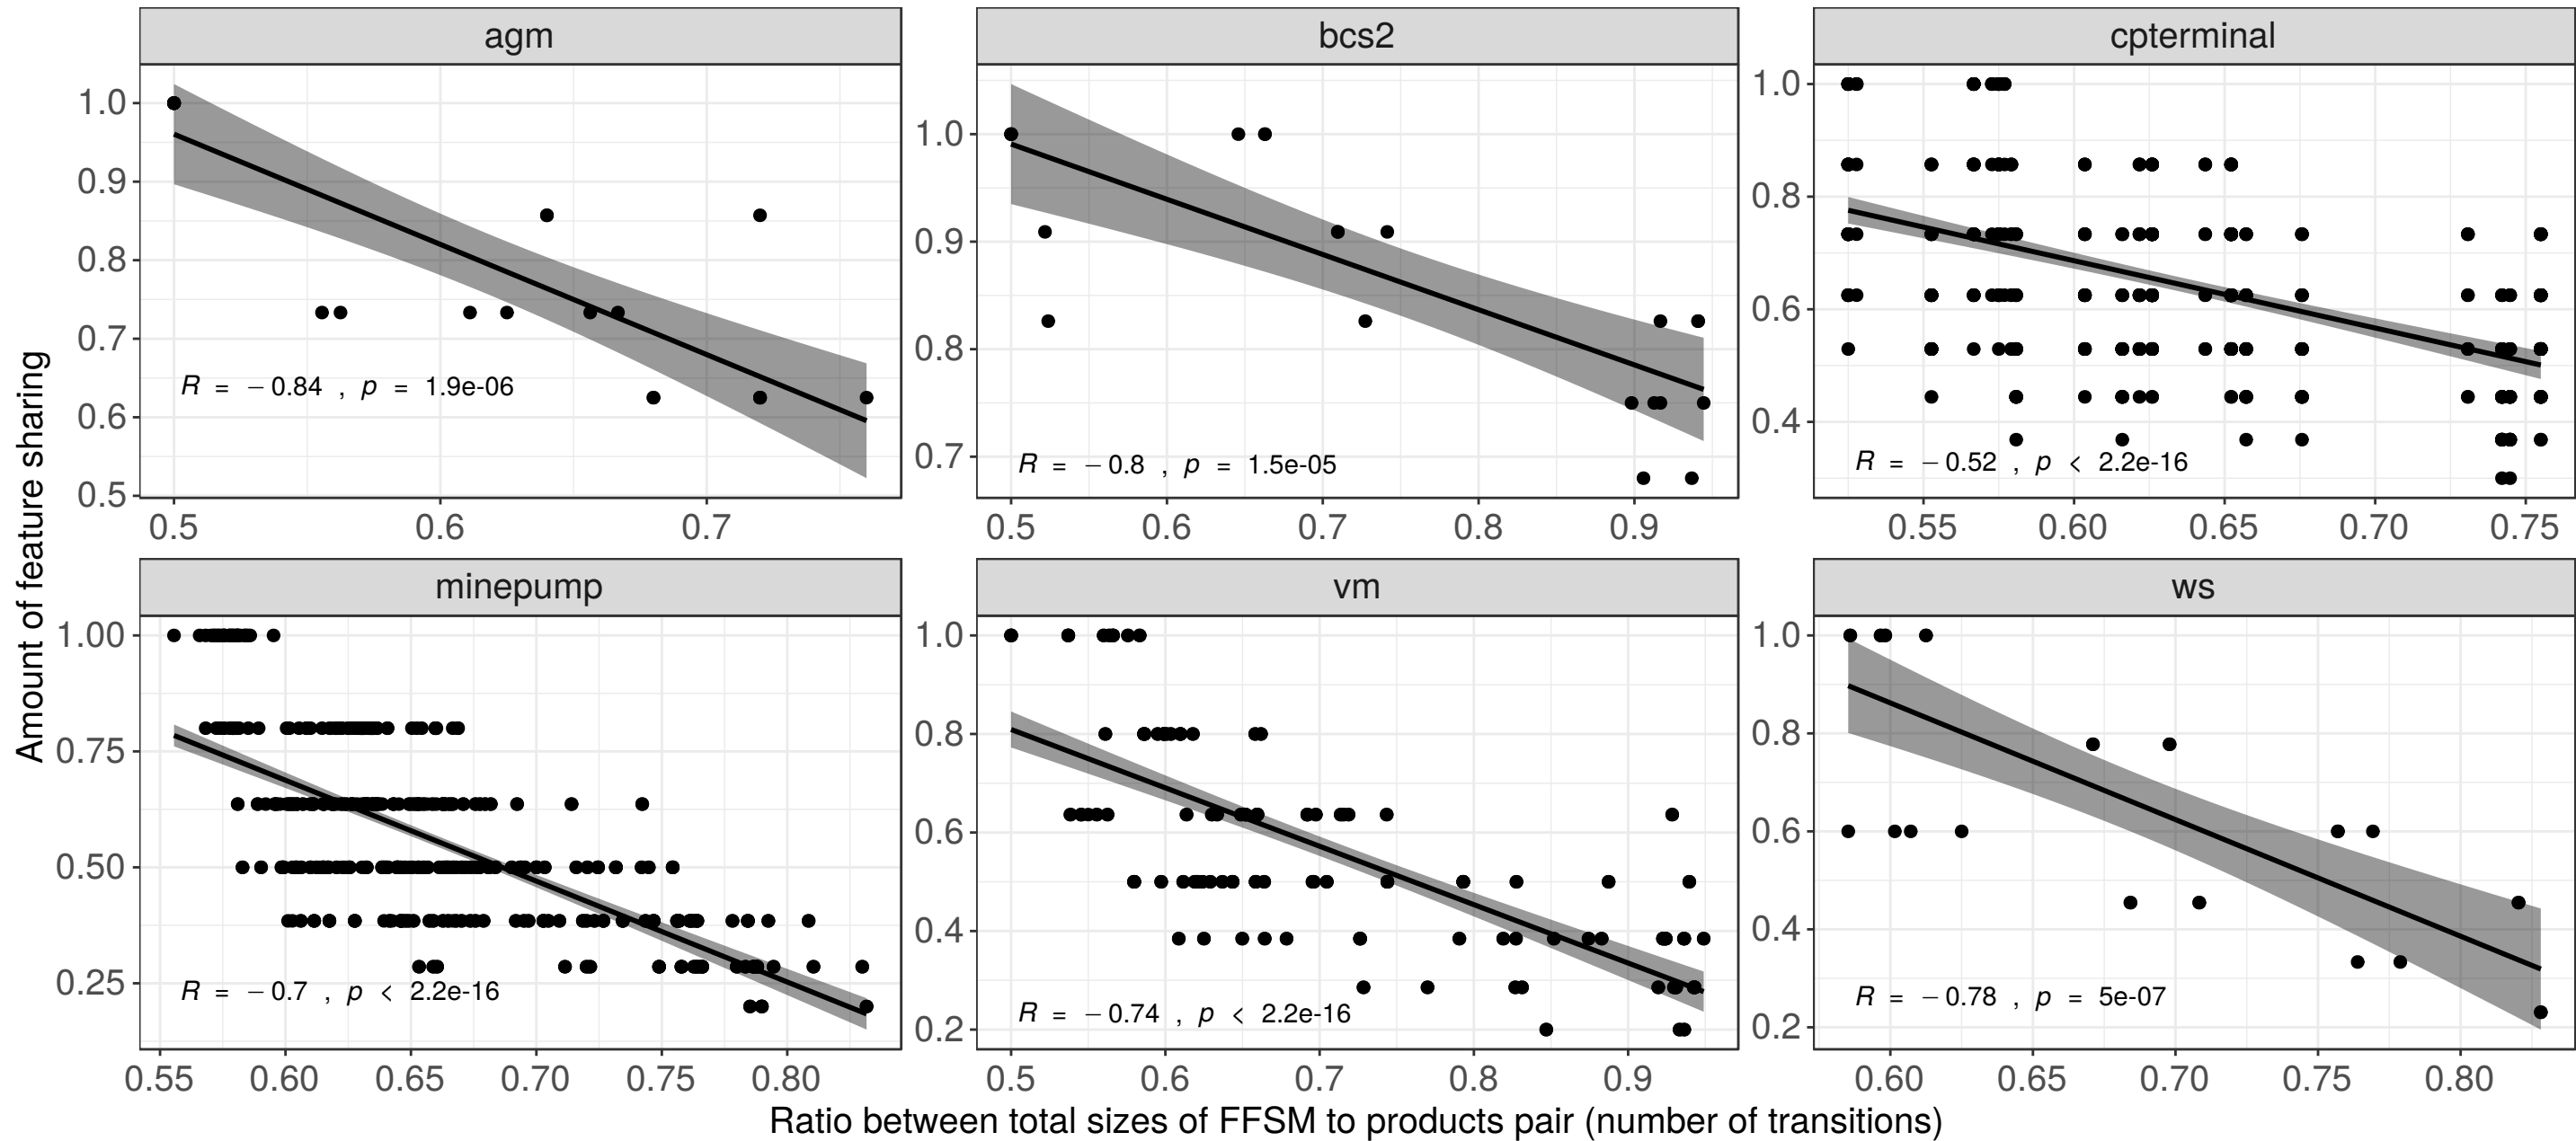 agm
bcs2
cpterminal
1.0
0.9
0.8
0.7
0.6
0.5
R = −0.84 , p = 1.9e-06
0.5 0.6 0.7
1.0
0.9
0.8
0.7
R = −0.8 , p = 1.5e-05
0.5 0.6 0.7 0.8 0.9
1.0
0.8
0.6
0.4
R = −0.52 , p < 2.2e-16
0.55 0.60 0.65 0.70 0.75
Amount of feature sharing
minepump
vm
ws
1.00
0.75
0.50
0.25
R = −0.7 , p < 2.2e-16
0.55 0.60 0.65 0.70 0.75 0.80
1.0
0.8
0.6
0.4
0.2
R = −0.74 , p < 2.2e-16
0.5 0.6 0.7 0.8 0.9
1.0
0.8
0.6
0.4
0.2
R = −0.78 , p = 5e-07
0.60 0.65 0.70 0.75 0.80
Ratio between total sizes of FFSM to products pair (number of transitions)